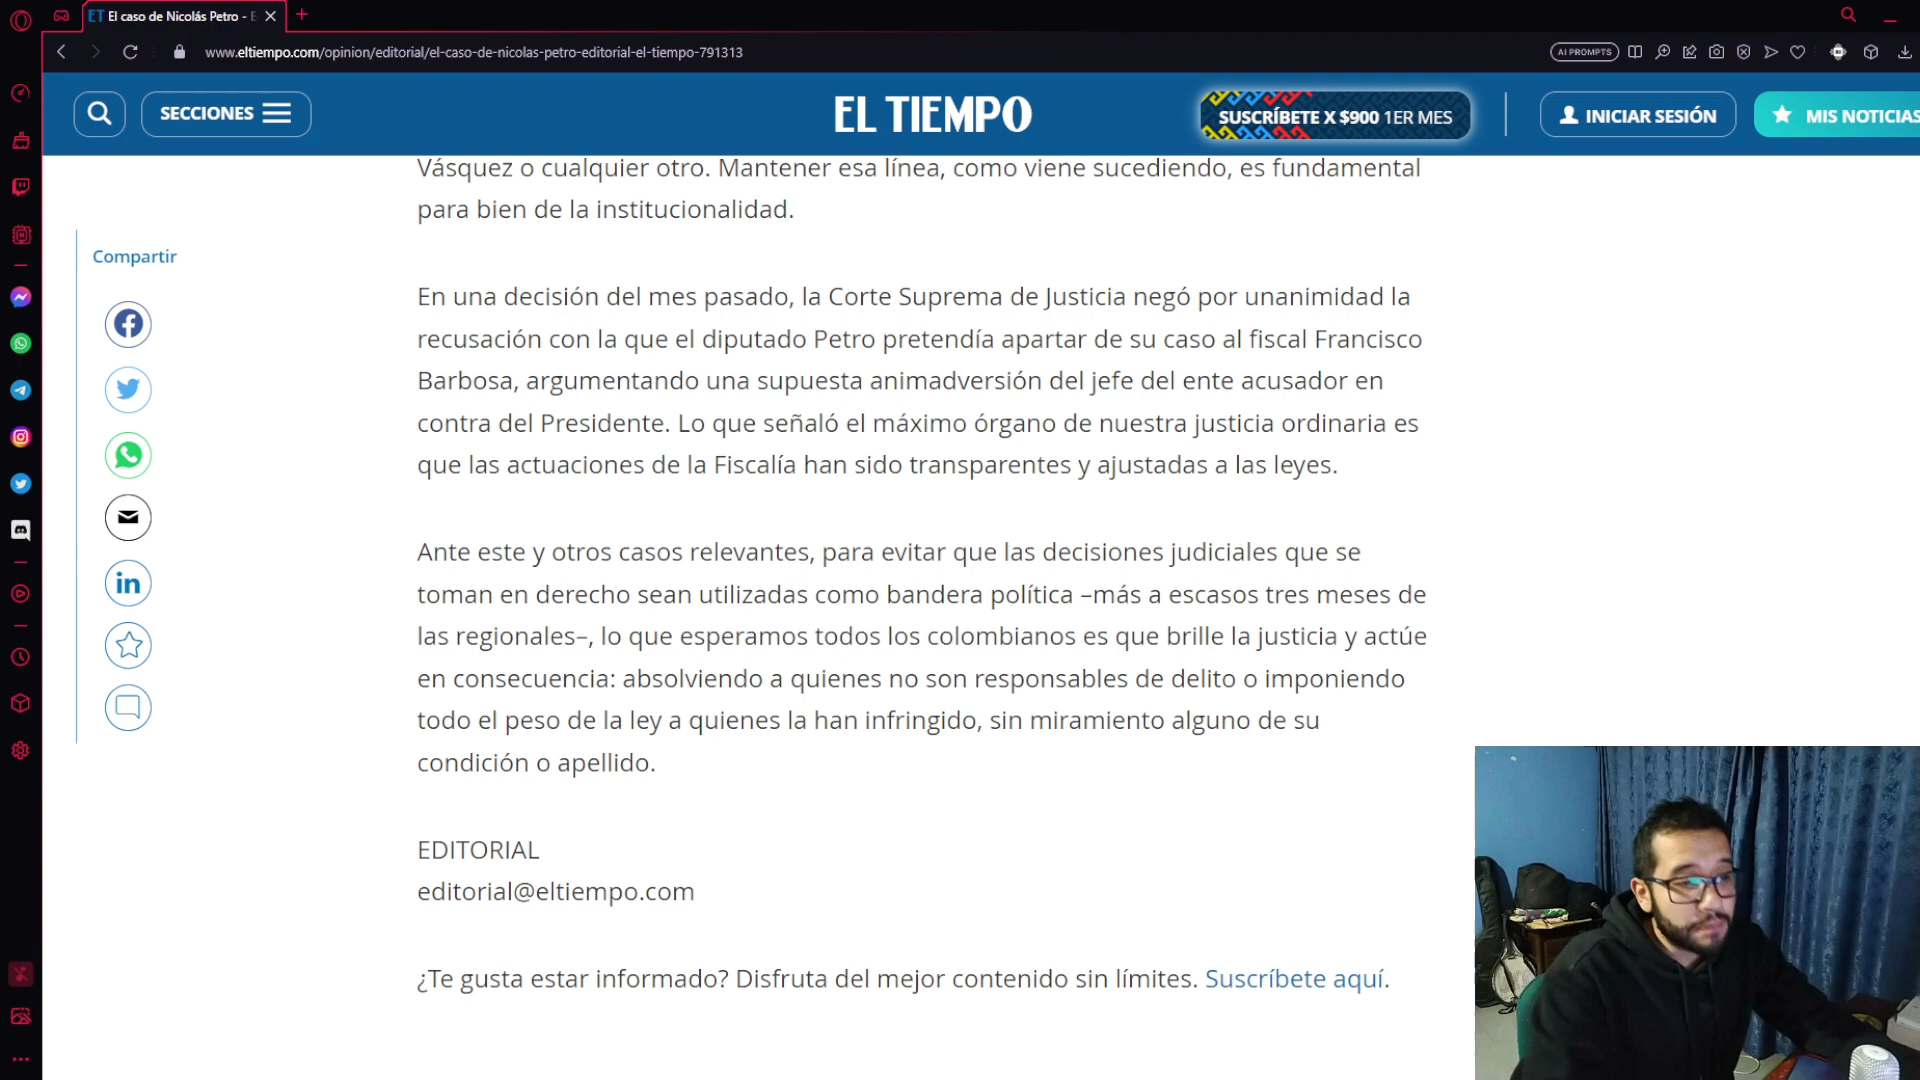 ET El caso de Nicolás Petro - E
www.eltiempo.com/opinion/editorial/el-caso-de-nicolas-petro-editorial-el-tiempo-791313
AI PROMPTS
SECCIONES
EL TIEMPO
SUSCRÍBETE X $900 1ER MES
INICIAR SESIÓN
MIS NOTICIAS
Vásquez o cualquier otro. Mantener esa línea, como viene sucediendo, es fundamental
para bien de la institucionalidad.
Compartir
En una decisión del mes pasado, la Corte Suprema de Justicia negó por unanimidad la
recusación con la que el diputado Petro pretendía apartar de su caso al fiscal Francisco
Barbosa, argumentando una supuesta animadversión del jefe del ente acusador en
contra del Presidente. Lo que señaló el máximo órgano de nuestra justicia ordinaria es
que las actuaciones de la Fiscalía han sido transparentes y ajustadas a las leyes.
Ante este y otros casos relevantes, para evitar que las decisiones judiciales que se
toman en derecho sean utilizadas como bandera política –más a escasos tres meses de
las regionales–, lo que esperamos todos los colombianos es que brille la justicia y actúe
en consecuencia: absolviendo a quienes no son responsables de delito o imponiendo
todo el peso de la ley a quienes la han infringido, sin miramiento alguno de su
condición o apellido.
EDITORIAL
editorial@eltiempo.com
¿Te gusta estar informado? Disfruta del mejor contenido sin límites. Suscríbete aquí.